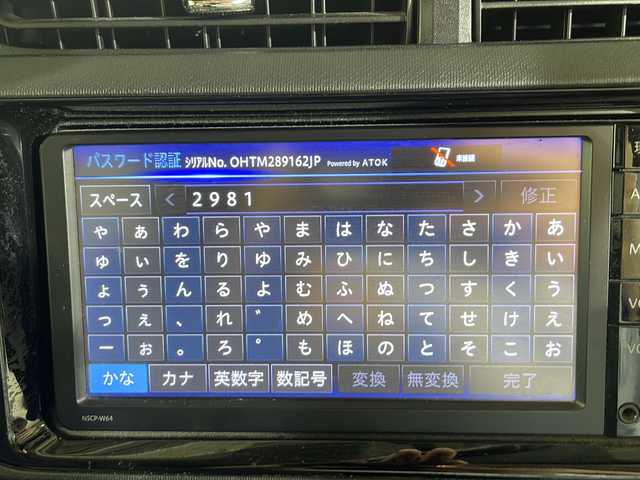 パスワード認証 シリアルNo. OHTM289162JP Powered by ATOK 未接続
スペース < 2981 > 修正
ゃ ぁ わ ら や ま は な た さ か あ
ゅ ぃ を り ゆ み ひ に ち し き い
ょ ぅ ん る よ む ふ ぬ つ す く う
っ ぇ 、 れ ゛ め へ ね て せ け え
ー ぉ 。 ろ ゜ も ほ の と そ こ お
かな カナ 英数字 数記号 変換 無変換 完了
NSCP-W64